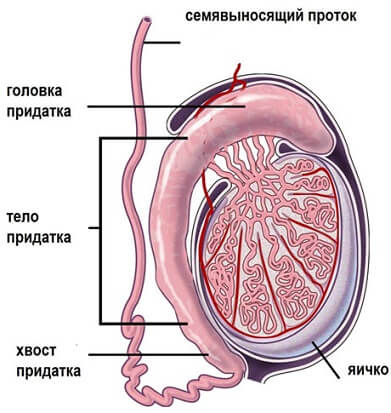 семявыносящий проток
головка
придатка
тело
придатка
хвост
придатка
яичко